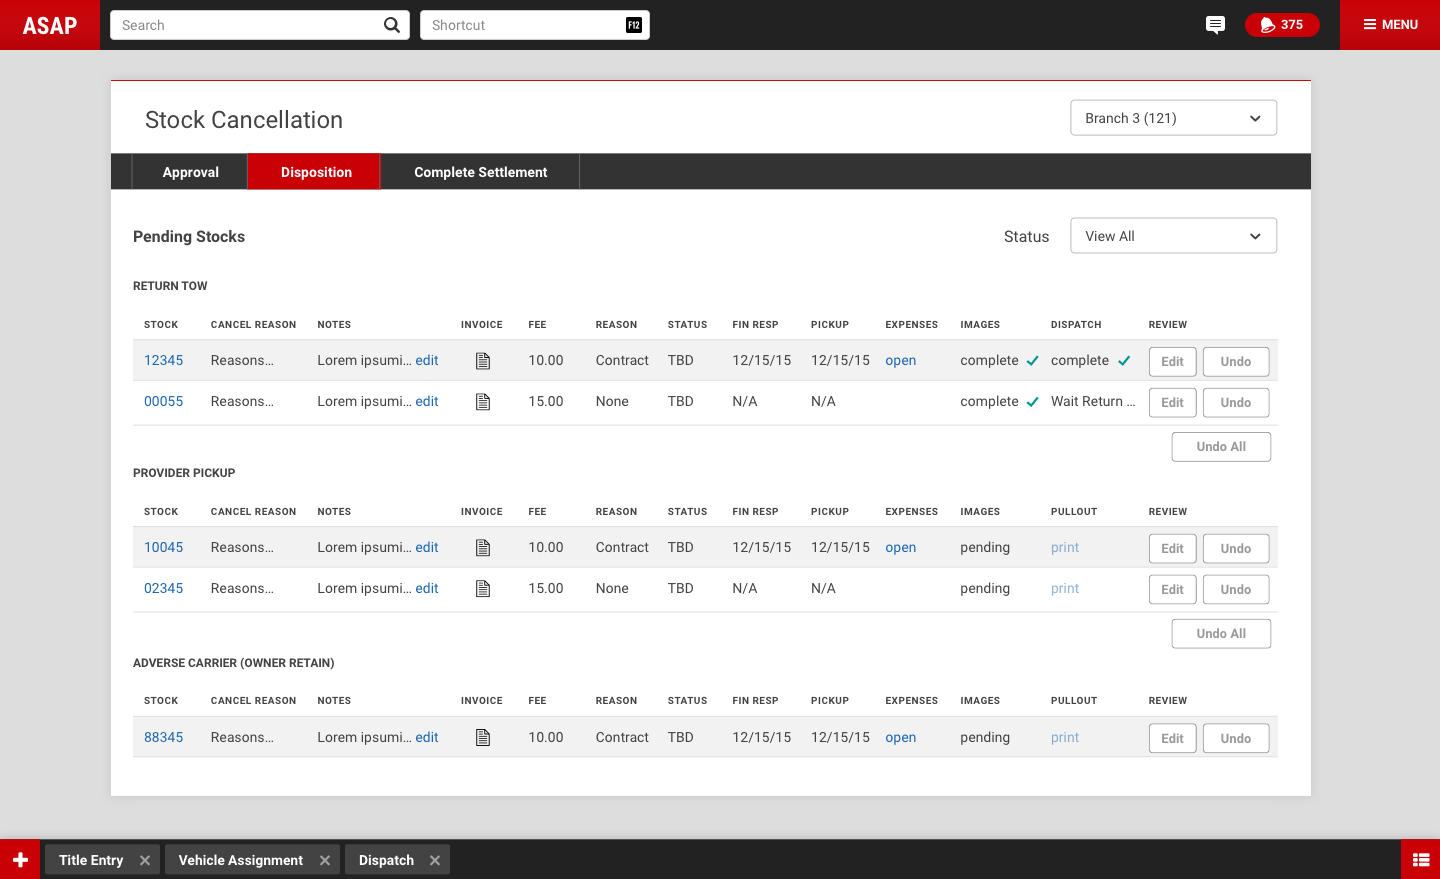 ASAP Search Shortcut F12 375 MENU
Stock Cancellation Branch 3 (121)
Approval Disposition Complete Settlement
Pending Stocks Status View All
RETURN TOW
STOCK CANCEL REASON NOTES INVOICE FEE REASON STATUS FIN RESP PICKUP EXPENSES IMAGES DISPATCH REVIEW
12345 Reasons... Lorem ipsumi... edit 10.00 Contract TBD 12/15/15 12/15/15 open complete complete Edit Undo
00055 Reasons... Lorem ipsumi... edit 15.00 None TBD N/A N/A complete Wait Return ... Edit Undo
Undo All
PROVIDER PICKUP
STOCK CANCEL REASON NOTES INVOICE FEE REASON STATUS FIN RESP PICKUP EXPENSES IMAGES PULLOUT REVIEW
10045 Reasons... Lorem ipsumi... edit 10.00 Contract TBD 12/15/15 12/15/15 open pending print Edit Undo
02345 Reasons... Lorem ipsumi... edit 15.00 None TBD N/A N/A pending print Edit Undo
Undo All
ADVERSE CARRIER (OWNER RETAIN)
STOCK CANCEL REASON NOTES INVOICE FEE REASON STATUS FIN RESP PICKUP EXPENSES IMAGES PULLOUT REVIEW
88345 Reasons... Lorem ipsumi... edit 10.00 Contract TBD 12/15/15 12/15/15 open pending print Edit Undo
Title Entry Vehicle Assignment Dispatch